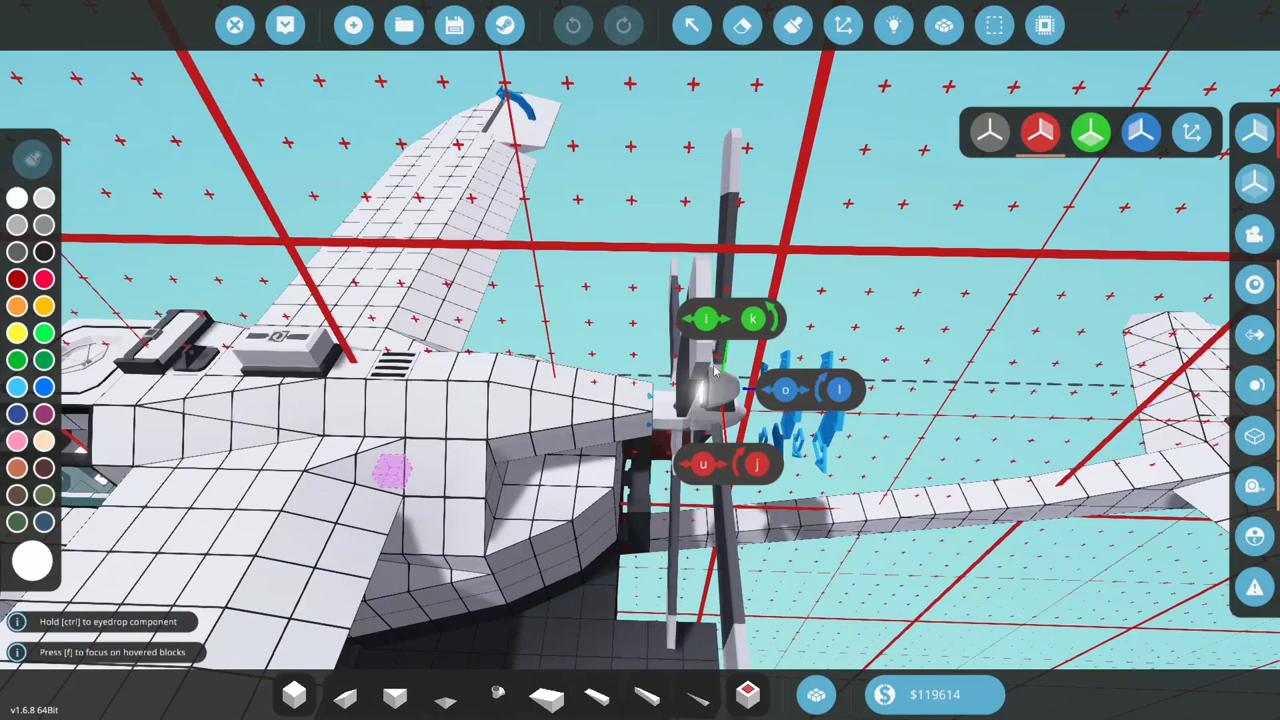 i k
o l
u j
Hold [ctrl] to eyedrop component
Press [f] to focus on hovered blocks
$ $119614
v1.6.8 64Bit